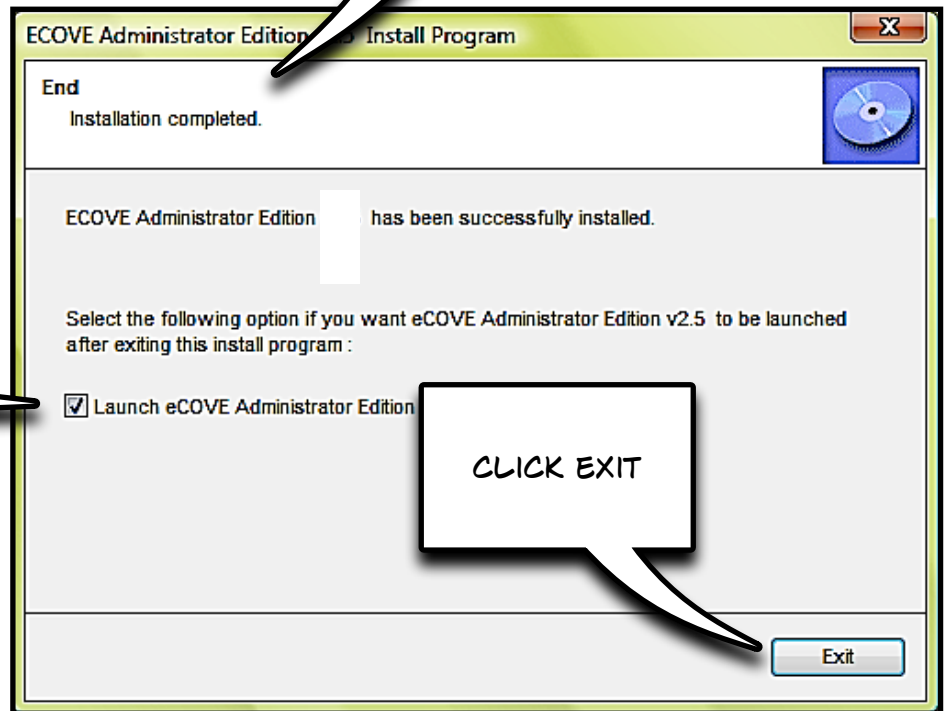 ECOVE Administrator Edition Install Program
End
Installation completed.
ECOVE Administrator Edition has been successfully installed.
Select the following option if you want eCOVE Administrator Edition v2.5 to be launched
after exiting this install program :
Launch eCOVE Administrator Edition
CLICK EXIT
Exit